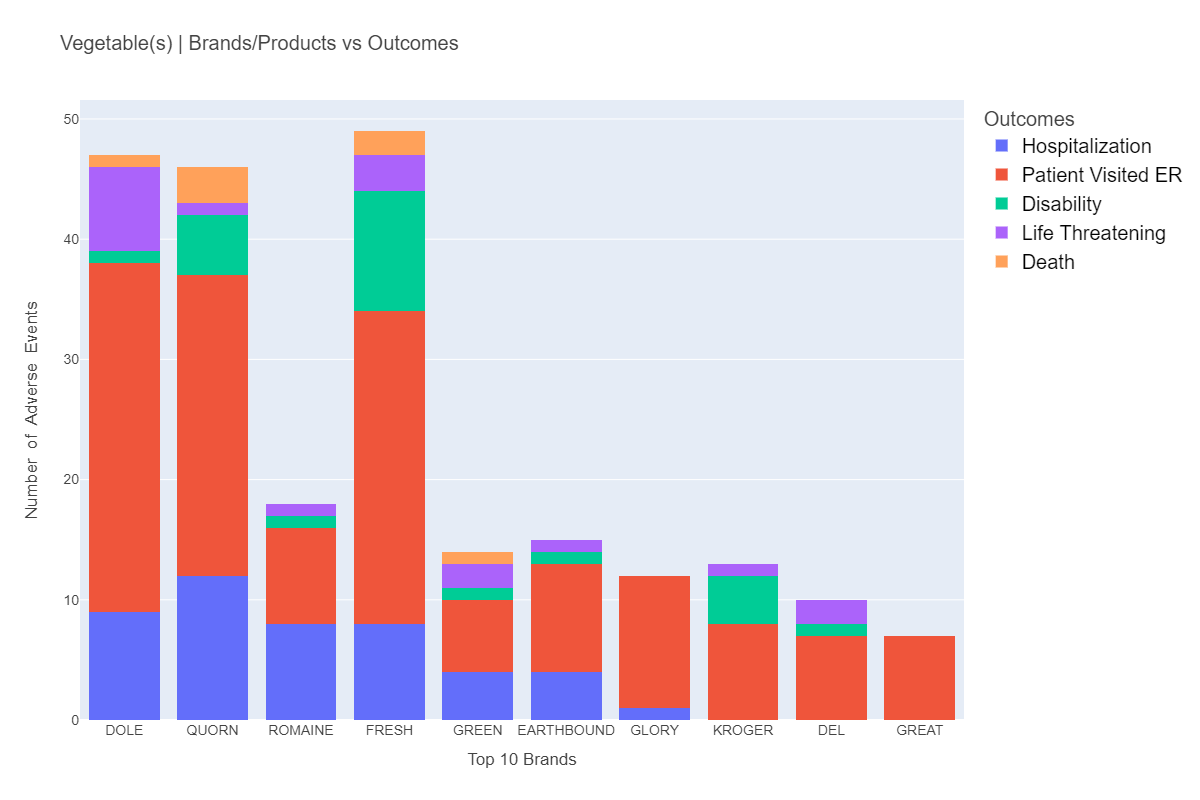 Vegetable(s) | Brands/Products vs Outcomes
Outcomes
Hospitalization
Patient Visited ER
Disability
Life Threatening
Death
Number of Adverse Events
50
40
30
20
10
0
DOLE QUORN ROMAINE FRESH GREEN EARTHBOUND GLORY KROGER DEL GREAT
Top 10 Brands